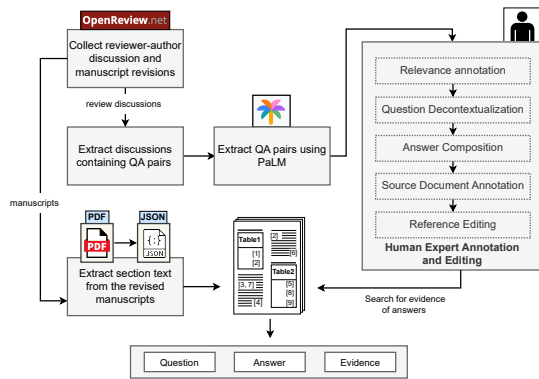 OpenReview.net
Collect reviewer-author
discussion and
manuscript revisions
review discussions
Extract discussions
containing QA pairs
Extract QA pairs using
PaLM
Relevance annotation
Question Decontextualization
Answer Composition
Source Document Annotation
Reference Editing
Human Expert Annotation
and Editing
manuscripts
PDF
JSON
PDF
{;}
JSON
Extract section text
from the revised
manuscripts
Table1
[1]
[2]
[2]
[6]
[3, 7]
[4]
Table2
[5]
[8]
[9]
Search for evidence
of answers
Question
Answer
Evidence